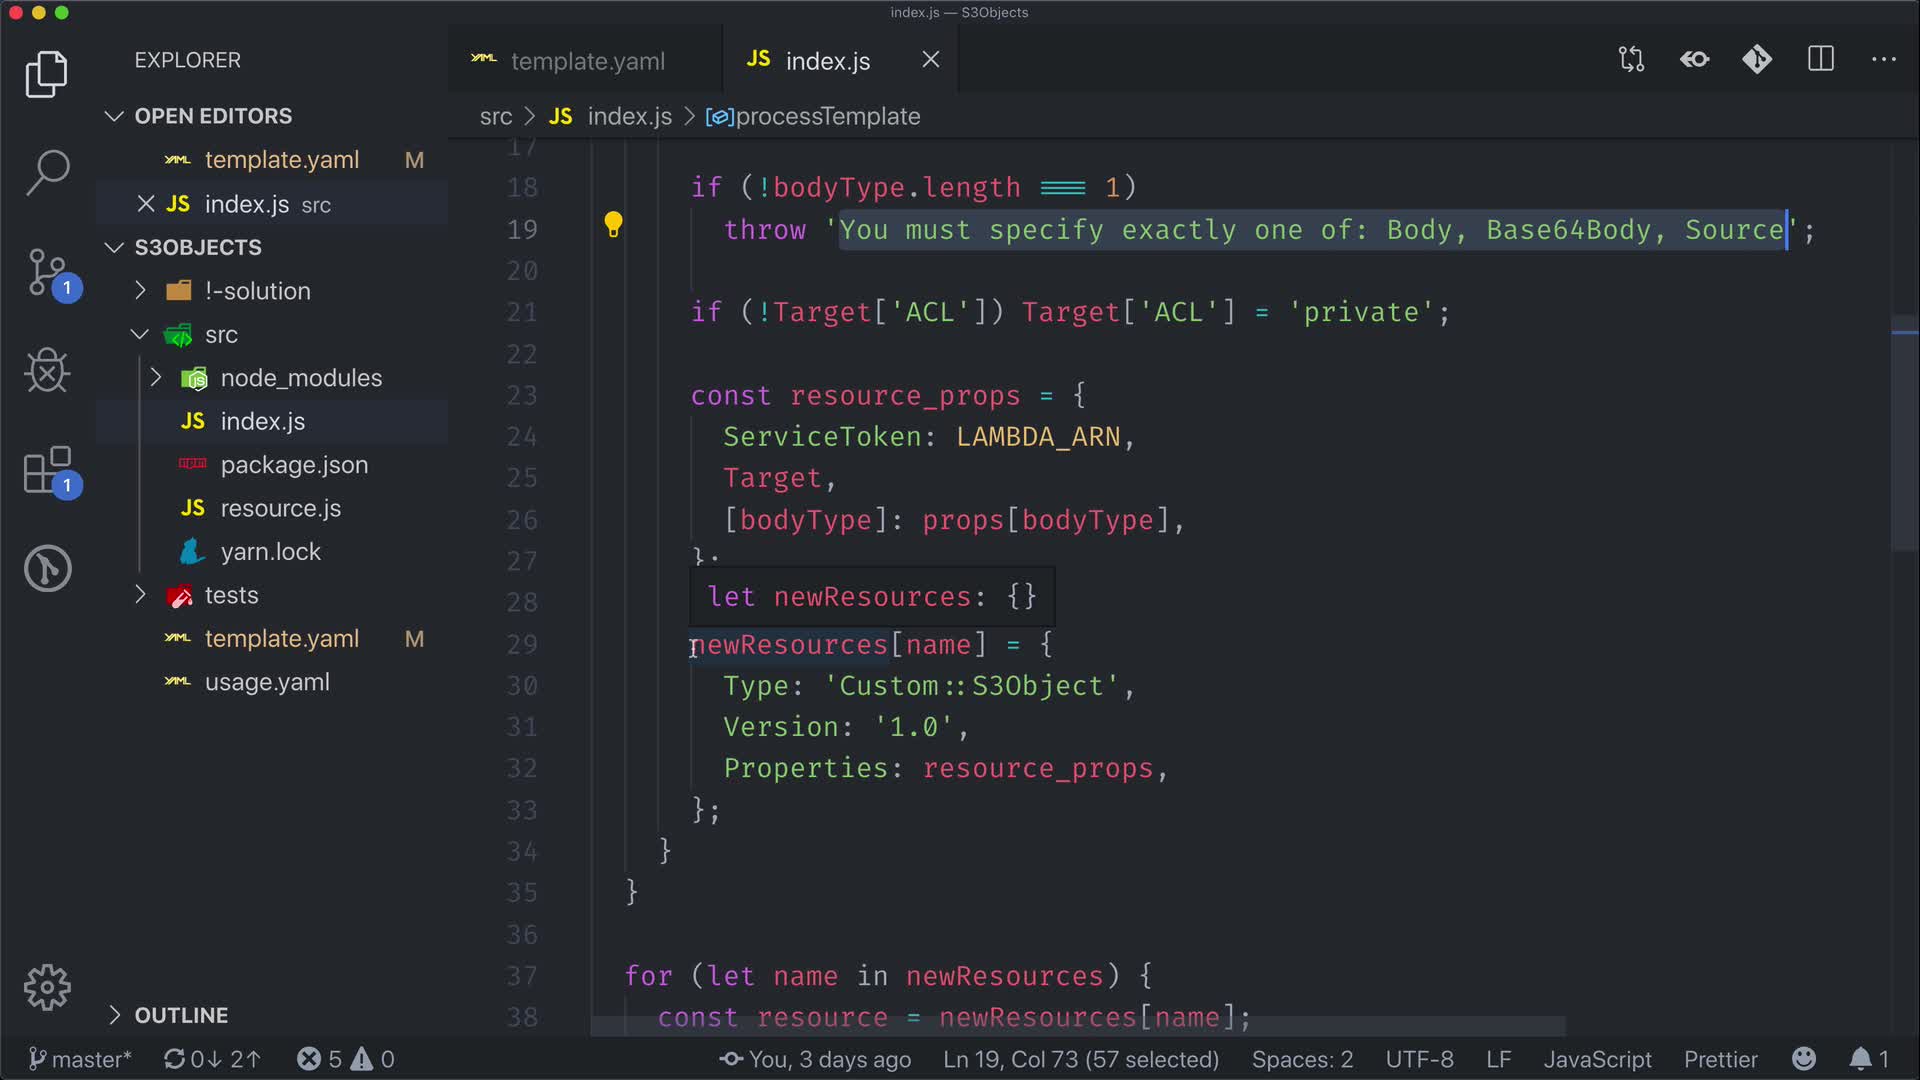 index.js — S3Objects
EXPLORER
template.yaml
JS index.js
OPEN EDITORS
src > JS index.js > processTemplate
template.yaml M
JS index.js src
S3OBJECTS
!-solution
src
node_modules
JS index.js
package.json
JS resource.js
yarn.lock
tests
template.yaml M
usage.yaml
OUTLINE
17
18 if (!bodyType.length === 1)
19 throw 'You must specify exactly one of: Body, Base64Body, Source';
20
21 if (!Target['ACL']) Target['ACL'] = 'private';
22
23 const resource_props = {
24 ServiceToken: LAMBDA_ARN,
25 Target,
26 [bodyType]: props[bodyType],
27 };
28 let newResources: {}
29 newResources[name] = {
30 Type: 'Custom::S3Object',
31 Version: '1.0',
32 Properties: resource_props,
33 };
34 }
35 }
36
37 for (let name in newResources) {
38 const resource = newResources[name];
1
1
master* 0↓ 2↑ 5 0 You, 3 days ago Ln 19, Col 73 (57 selected) Spaces: 2 UTF-8 LF JavaScript Prettier 1